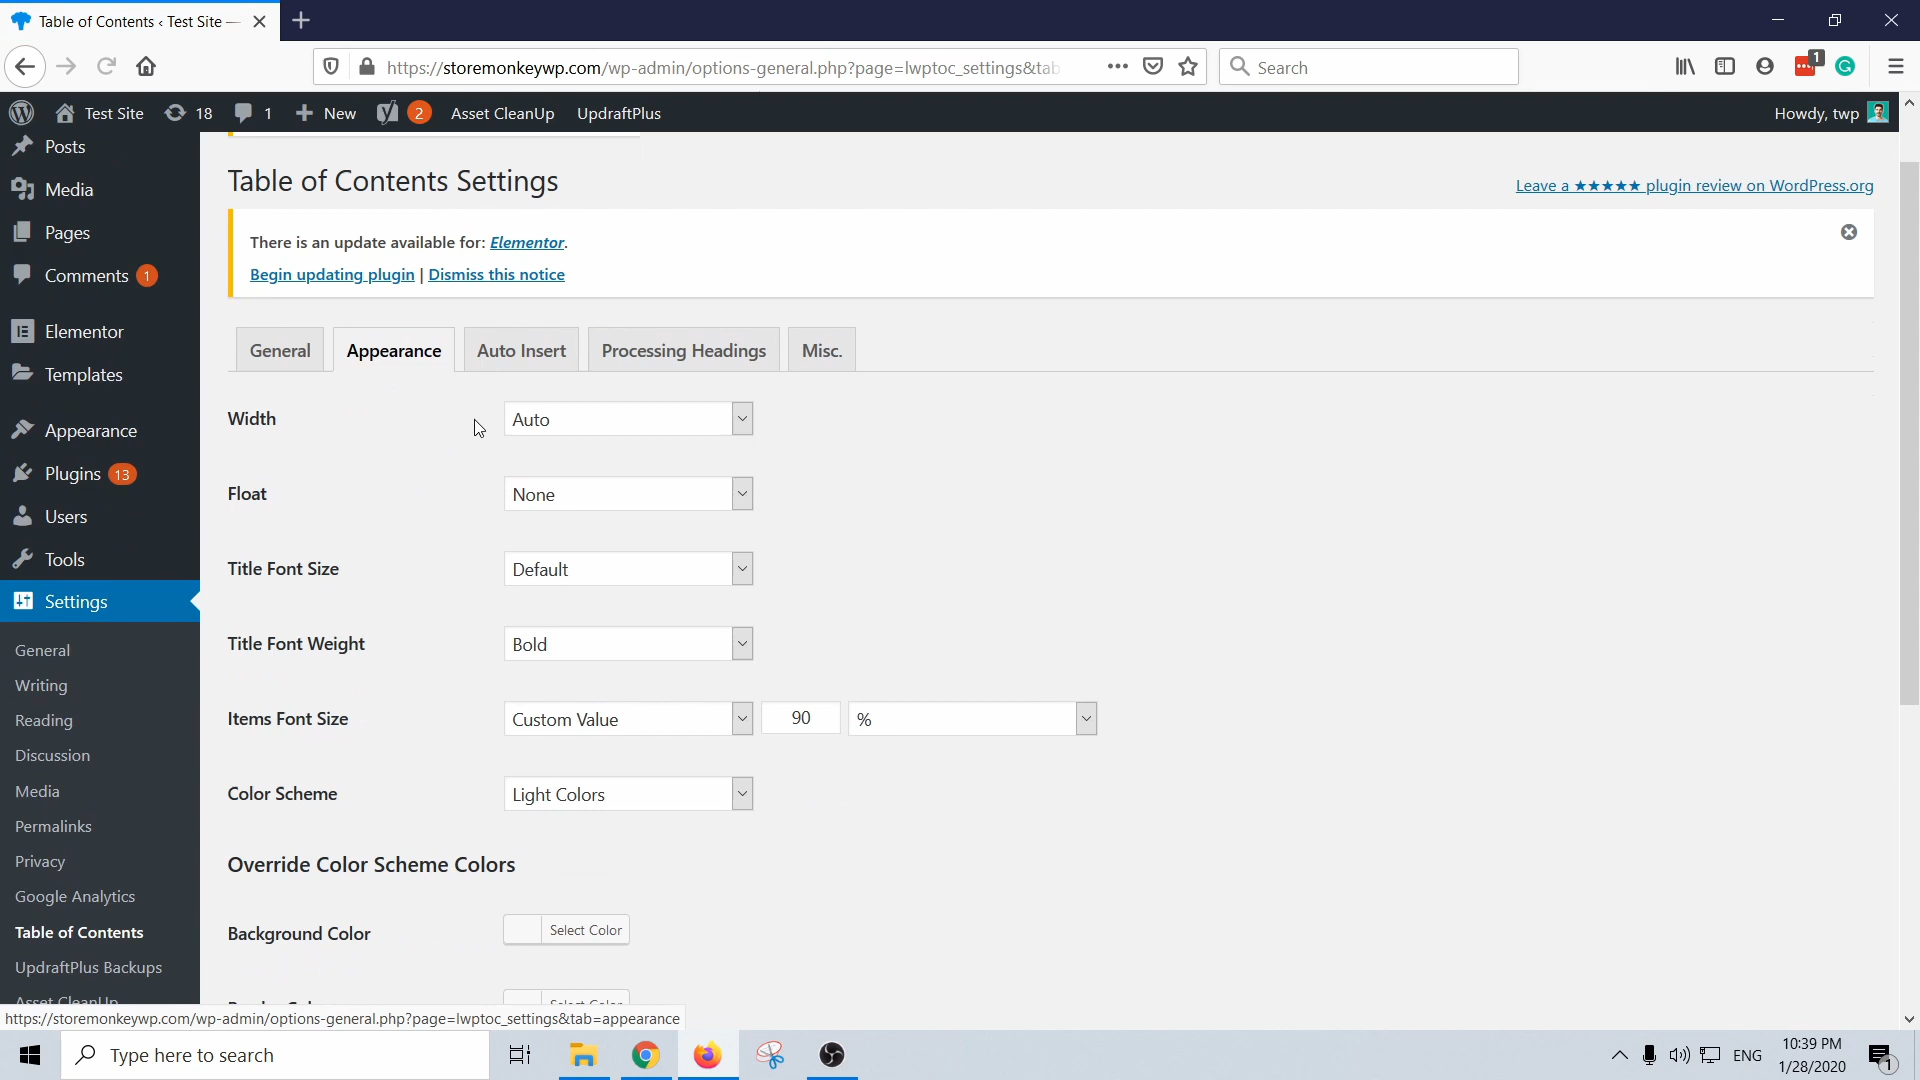 Table of Contents ‹ Test Site —
https://storemonkeywp.com/wp-admin/options-general.php?page=lwptoc_settings&tab
Search
1
Test Site
18
1
New
2
Asset CleanUp
UpdraftPlus
Howdy, twp
Posts
Media
Pages
Comments 1
Elementor
Templates
Appearance
Plugins 13
Users
Tools
Settings
General
Writing
Reading
Discussion
Media
Permalinks
Privacy
Google Analytics
Table of Contents
UpdraftPlus Backups
Asset CleanUp
Table of Contents Settings
Leave a ★★★★★ plugin review on WordPress.org
There is an update available for: Elementor.
Begin updating plugin | Dismiss this notice
General
Appearance
Auto Insert
Processing Headings
Misc.
Width
Auto
Float
None
Title Font Size
Default
Title Font Weight
Bold
Items Font Size
Custom Value
90
%
Color Scheme
Light Colors
Override Color Scheme Colors
Background Color
Select Color
Select Color
https://storemonkeywp.com/wp-admin/options-general.php?page=lwptoc_settings&tab=appearance
Type here to search
ENG
10:39 PM
1/28/2020
1